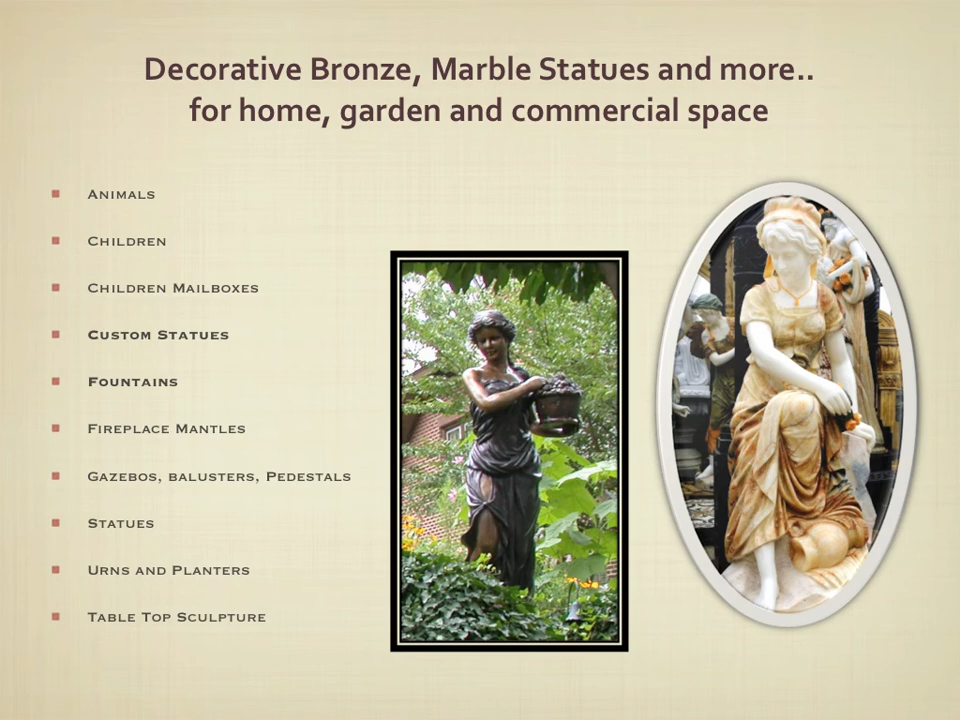 Decorative Bronze, Marble Statues and more..
for home, garden and commercial space
Animals
Children
Children Mailboxes
Custom Statues
Fountains
Fireplace Mantles
Gazebos, balusters, Pedestals
Statues
Urns and Planters
Table Top Sculpture